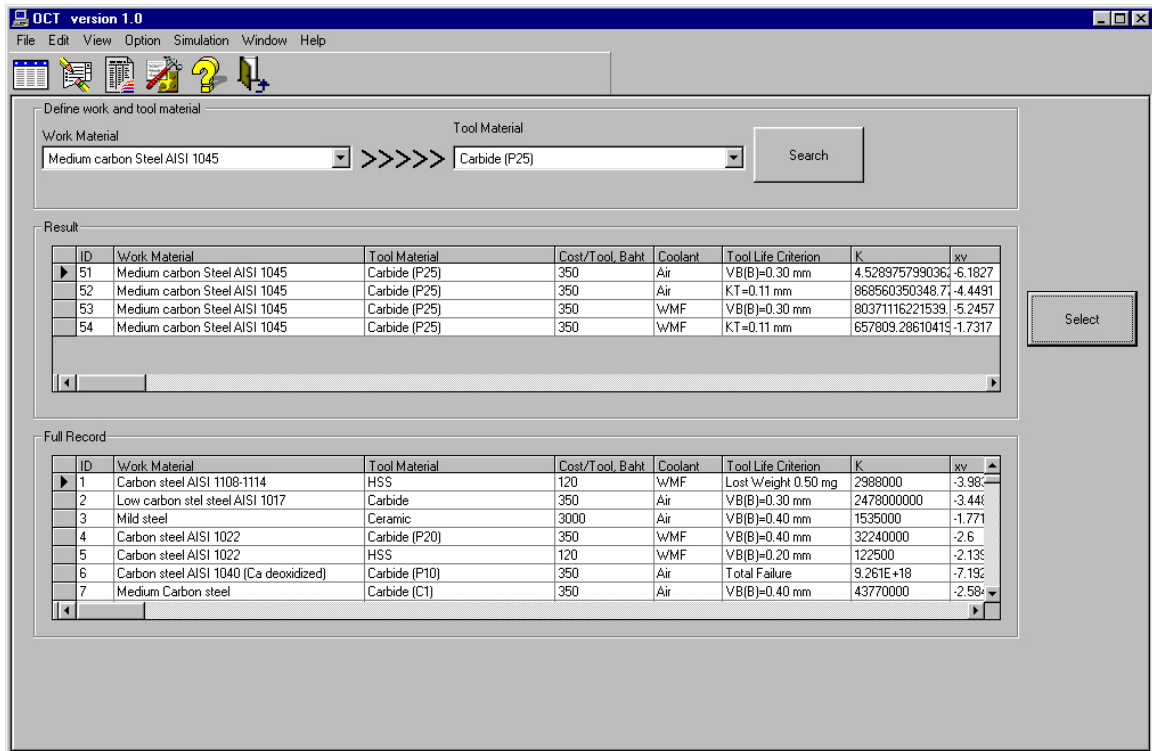 OCT version 1.0
File Edit View Option Simulation Window Help
Define work and tool material
Work Material Tool Material
Medium carbon Steel AISI 1045 >>>>> Carbide (P25) Search
Result
ID Work Material Tool Material Cost/Tool, Baht Coolant Tool Life Criterion K xv
51 Medium carbon Steel AISI 1045 Carbide (P25) 350 Air VB(B)=0.30 mm 4.5289757990362 -6.1827
52 Medium carbon Steel AISI 1045 Carbide (P25) 350 Air KT=0.11 mm 868560350348.77 -4.4491
53 Medium carbon Steel AISI 1045 Carbide (P25) 350 WMF VB(B)=0.30 mm 80371116221539. -5.2457
54 Medium carbon Steel AISI 1045 Carbide (P25) 350 WMF KT=0.11 mm 657809.28610419 -1.7317
Select
Full Record
ID Work Material Tool Material Cost/Tool, Baht Coolant Tool Life Criterion K xv
1 Carbon steel AISI 1108-1114 HSS 120 WMF Lost Weight 0.50 mg 2988000 -3.983
2 Low carbon stel steel AISI 1017 Carbide 350 Air VB(B)=0.30 mm 2478000000 -3.448
3 Mild steel Ceramic 3000 Air VB(B)=0.40 mm 1535000 -1.771
4 Carbon steel AISI 1022 Carbide (P20) 350 WMF VB(B)=0.40 mm 32240000 -2.6
5 Carbon steel AISI 1022 HSS 120 WMF VB(B)=0.20 mm 122500 -2.139
6 Carbon steel AISI 1040 (Ca deoxidized) Carbide (P10) 350 Air Total Failure 9.261E+18 -7.192
7 Medium Carbon steel Carbide (C1) 350 Air VB(B)=0.40 mm 43770000 -2.584